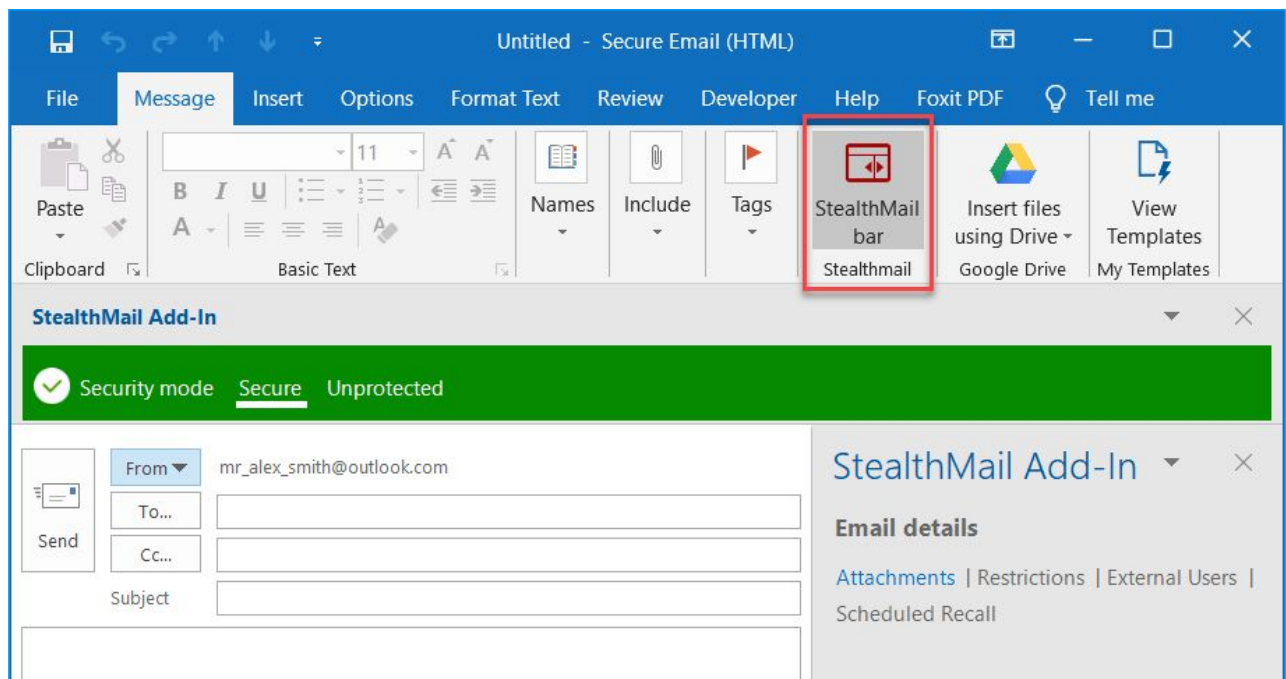 Untitled - Secure Email (HTML)
File Message Insert Options Format Text Review Developer Help Foxit PDF Tell me
Paste
11 A A
B I U
A
Names
Include
Tags
StealthMail
bar
Insert files
using Drive
View
Templates
Clipboard Basic Text Stealthmail Google Drive My Templates
StealthMail Add-In
Security mode Secure Unprotected
Send
From mr_alex_smith@outlook.com
To...
Cc...
Subject
StealthMail Add-In
Email details
Attachments | Restrictions | External Users |
Scheduled Recall